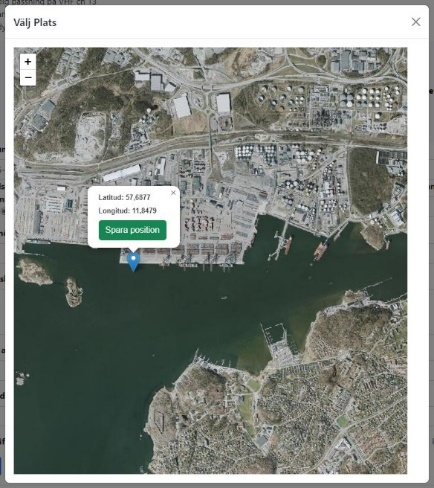 Välj Plats
×
+
−
×
Latitud: 57,6877
Longitud: 11,8479
Spara position